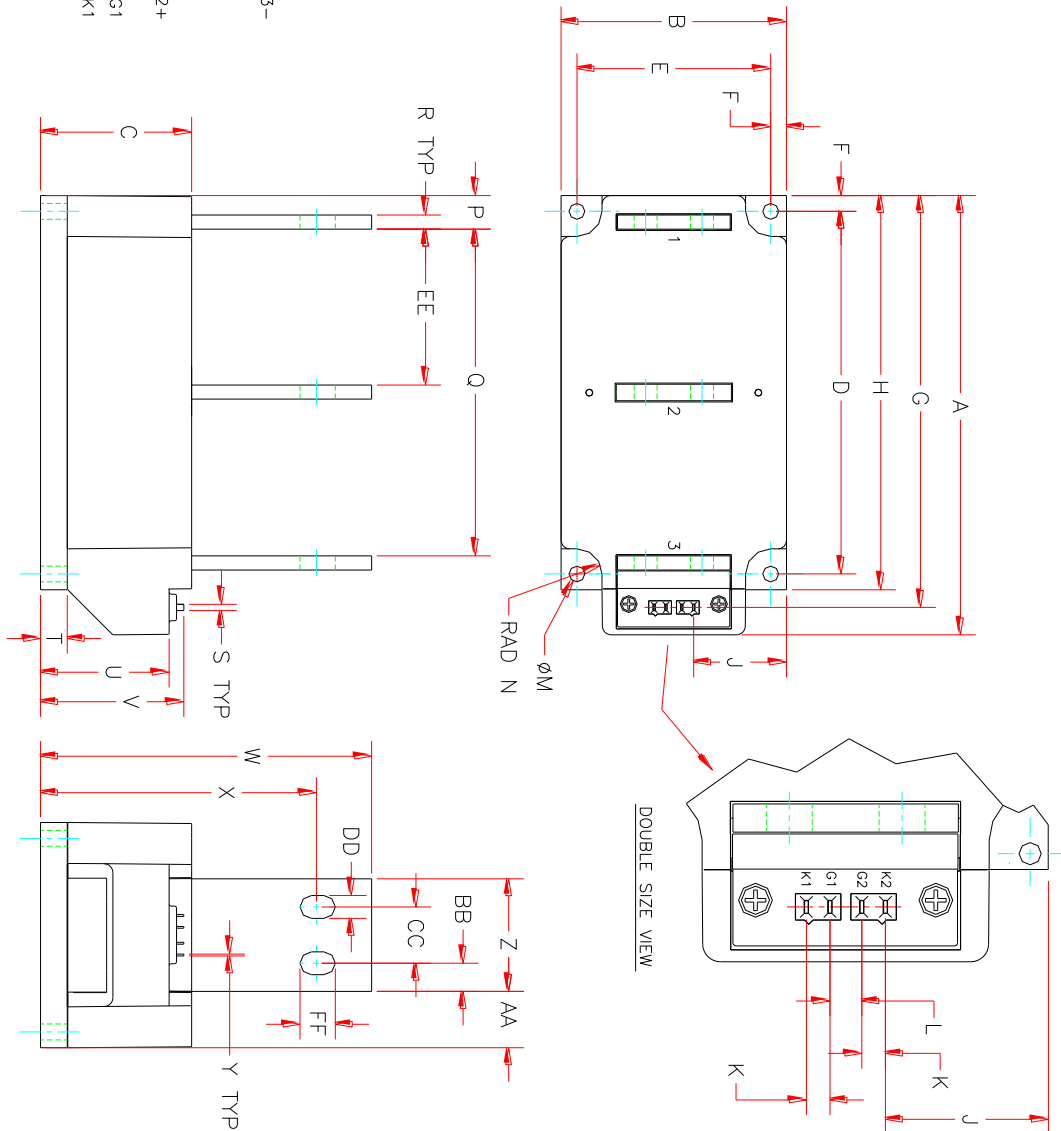 3-
2+
G1
K1
B
E
F
F
D
H
G
A
J
1
2
3
RAD N
ØM
R TYP
C
P
EE
Q
S TYP
T
U
V
DOUBLE SIZE VIEW
K1
G1
G2
K2
L
K
K
J
W
X
DD
BB
CC
Z
AA
FF
Y TYP